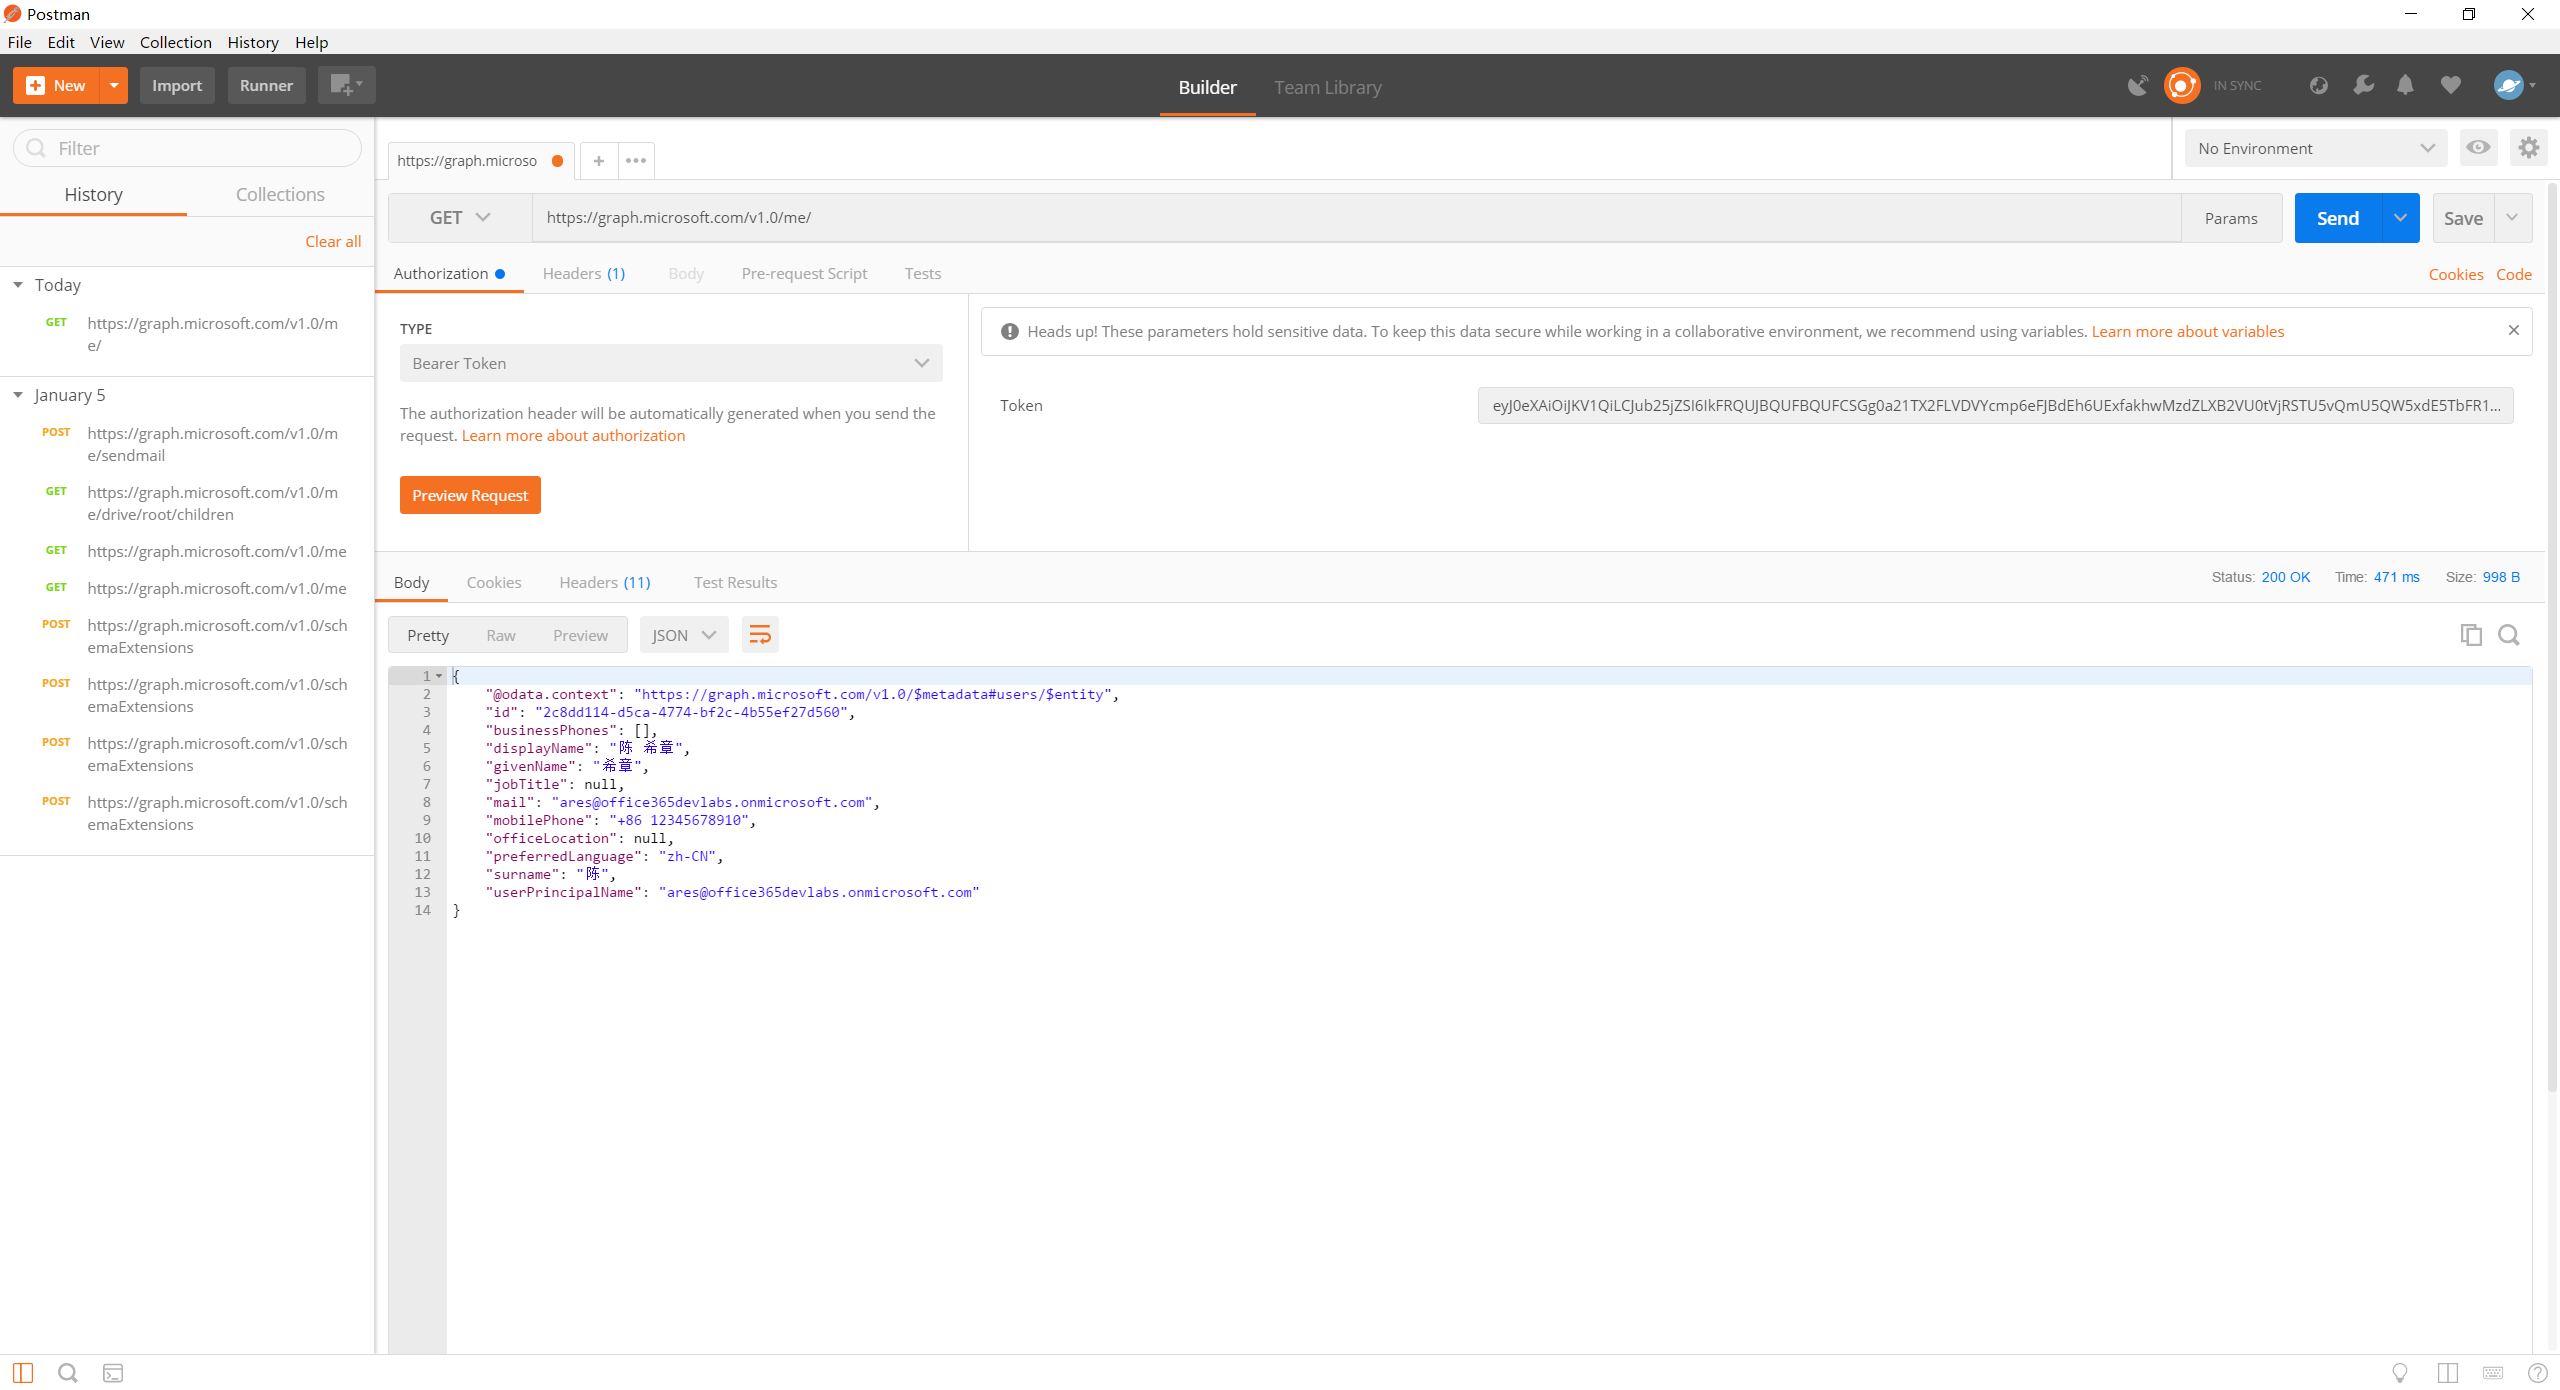 Postman
File Edit View Collection History Help
New Import Runner Builder Team Library IN SYNC
Filter
History Collections
Clear all
Today
GET https://graph.microsoft.com/v1.0/m
e/
January 5
POST https://graph.microsoft.com/v1.0/m
e/sendmail
GET https://graph.microsoft.com/v1.0/m
e/drive/root/children
GET https://graph.microsoft.com/v1.0/me
GET https://graph.microsoft.com/v1.0/me
POST https://graph.microsoft.com/v1.0/sch
emaExtensions
POST https://graph.microsoft.com/v1.0/sch
emaExtensions
POST https://graph.microsoft.com/v1.0/sch
emaExtensions
POST https://graph.microsoft.com/v1.0/sch
emaExtensions
https://graph.microso
No Environment
GET https://graph.microsoft.com/v1.0/me/ Params Send Save
Authorization Headers (1) Body Pre-request Script Tests Cookies Code
TYPE
Bearer Token
The authorization header will be automatically generated when you send the
request. Learn more about authorization
Preview Request
Heads up! These parameters hold sensitive data. To keep this data secure while working in a collaborative environment, we recommend using variables. Learn more about variables
Token
Body Cookies Headers (11) Test Results Status: 200 OK Time: 471 ms Size: 998 B
Pretty Raw Preview JSON
1 {
2 "@odata.context": "https://graph.microsoft.com/v1.0/$metadata#users/$entity",
3 "id": "2c8dd114-d5ca-4774-bf2c-4b55ef27d560",
4 "businessPhones": [],
5 "displayName": "陈 希章",
6 "givenName": "希章",
7 "jobTitle": null,
8 "mail": "ares@office365devlabs.onmicrosoft.com",
9 "mobilePhone": "+86 12345678910",
10 "officeLocation": null,
11 "preferredLanguage": "zh-CN",
12 "surname": "陈",
13 "userPrincipalName": "ares@office365devlabs.onmicrosoft.com"
14 }